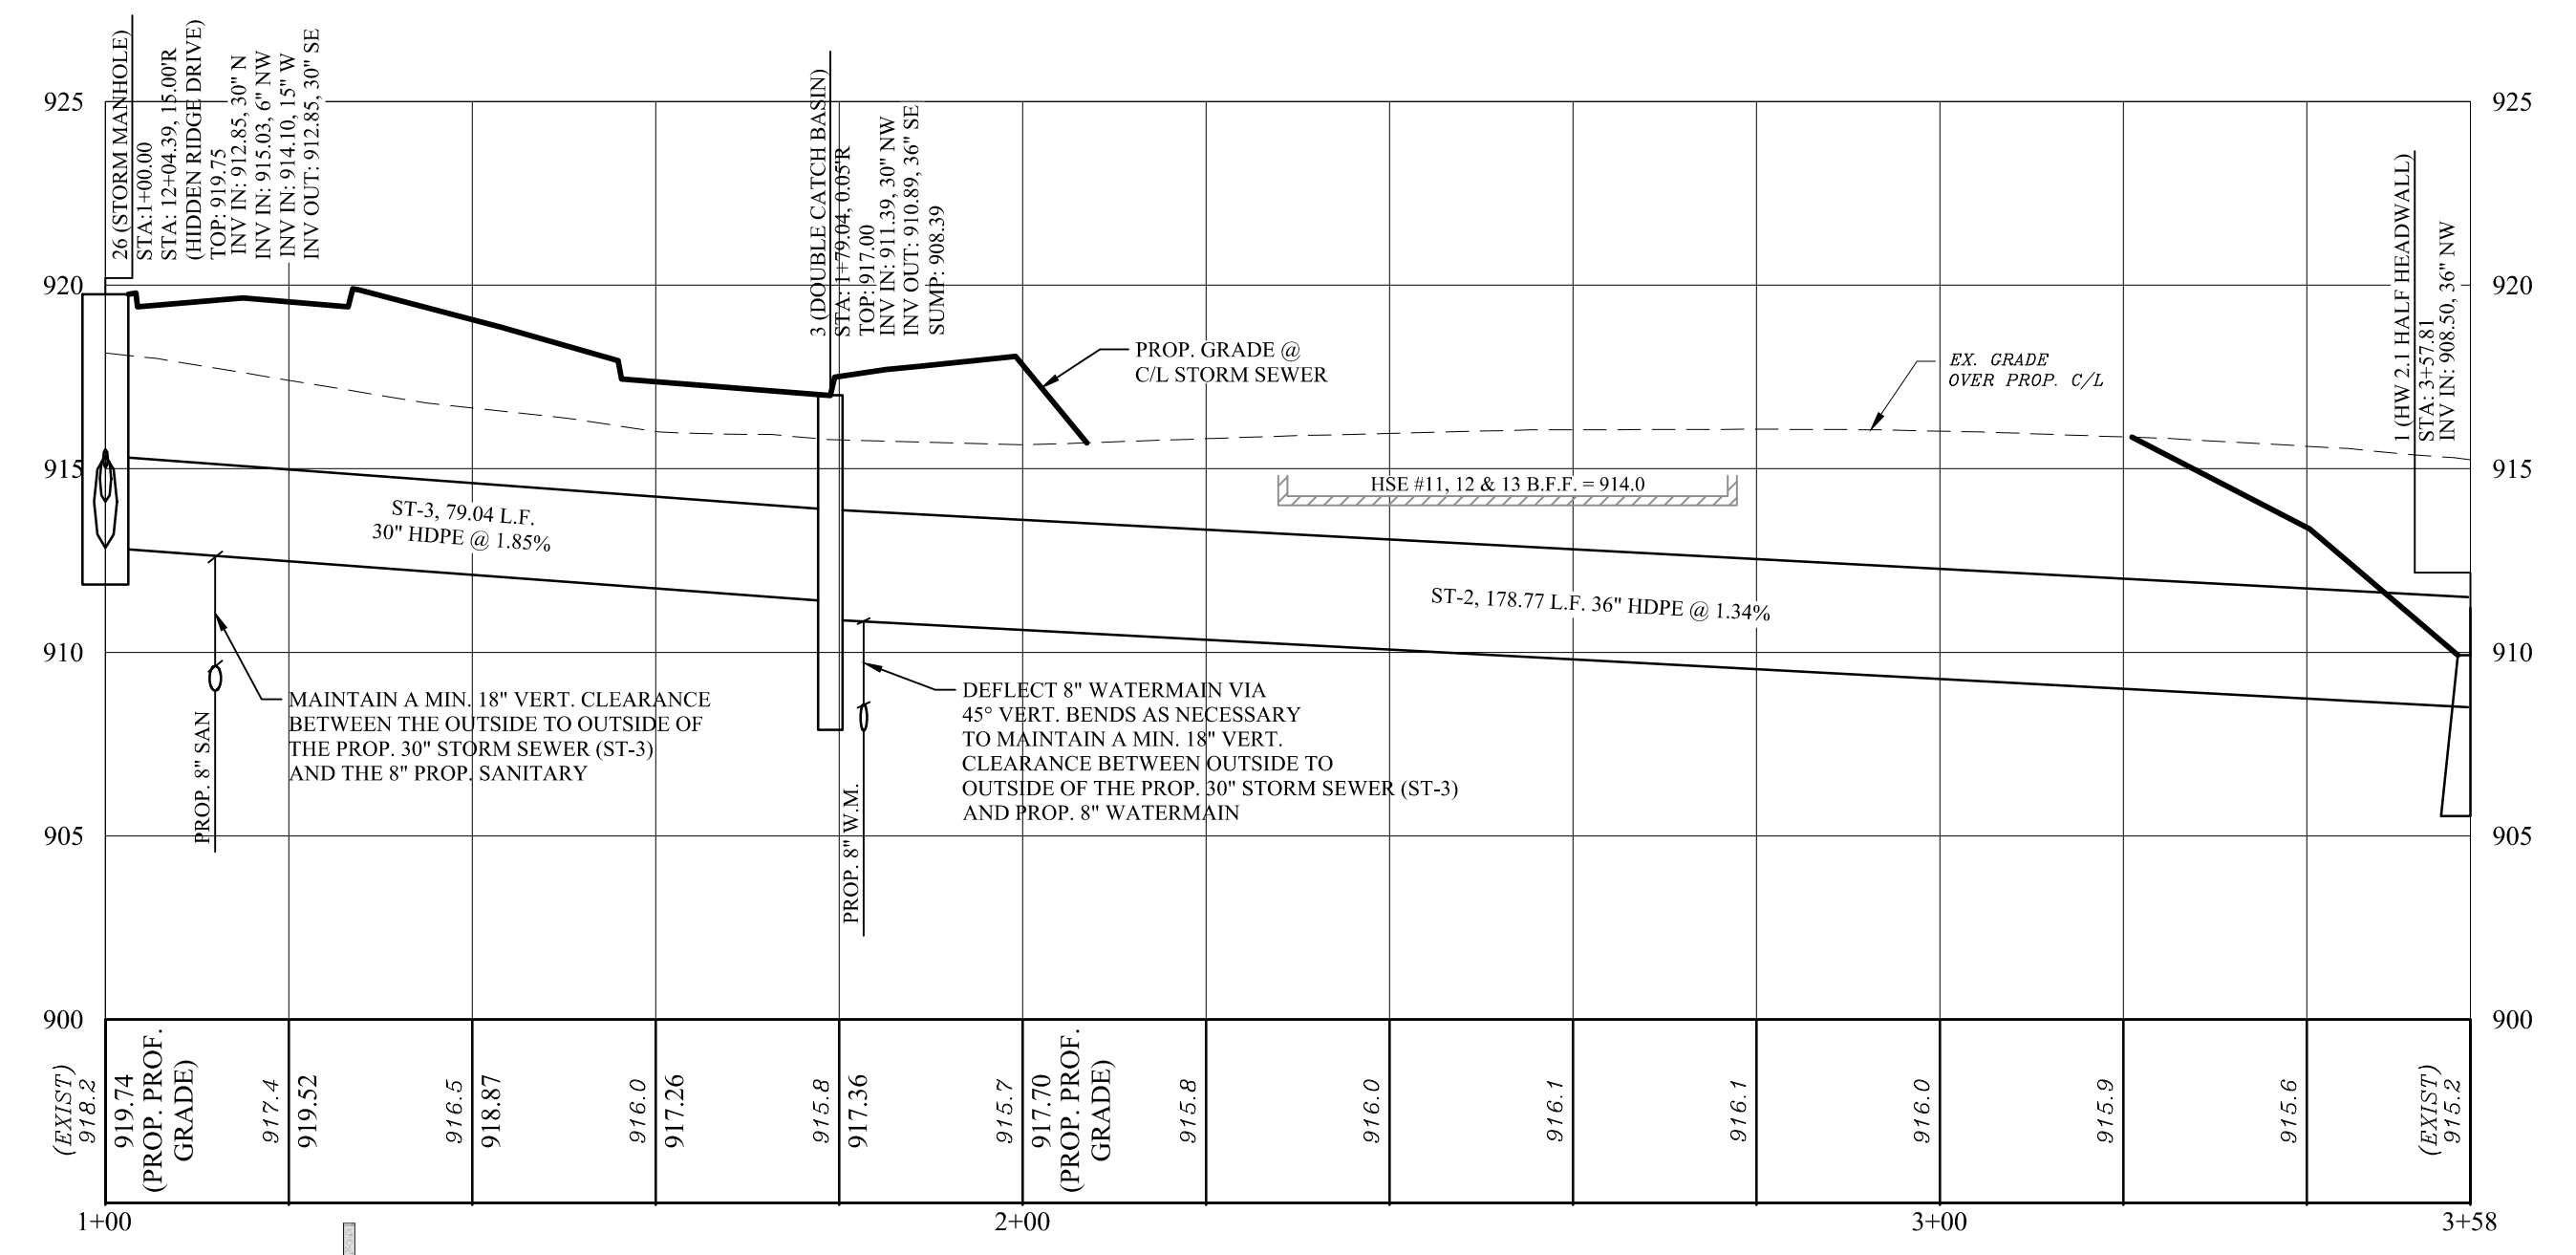 26 (STORM MANHOLE)
STA:1+00.00
STA: 12+04.39, 15.00'R
(HIDDEN RIDGE DRIVE)
TOP: 919.75
INV IN: 912.85, 30" N
INV IN: 915.03, 6" NW
INV IN: 914.10, 15" W
INV OUT: 912.85, 30" SE
3 (DOUBLE CATCH BASIN)
STA: 1+79.04, 0.05'R
TOP: 917.00
INV IN: 911.39, 30" NW
INV OUT: 910.89, 36" SE
SUMP: 908.39
1 (HW 2.1 HALF HEADWALL)
STA: 3+57.81
INV IN: 908.50, 36" NW
925
925
920
920
PROP. GRADE @
C/L STORM SEWER
EX. GRADE
OVER PROP. C/L
915
915
HSE #11, 12 & 13 B.F.F. = 914.0
ST-3, 79.04 L.F.
30" HDPE @ 1.85%
ST-2, 178.77 L.F. 36" HDPE @ 1.34%
910
910
MAINTAIN A MIN. 18" VERT. CLEARANCE
BETWEEN THE OUTSIDE TO OUTSIDE OF
THE PROP. 30" STORM SEWER (ST-3)
AND THE 8" PROP. SANITARY
DEFLECT 8" WATERMAIN VIA
45° VERT. BENDS AS NECESSARY
TO MAINTAIN A MIN. 18" VERT.
CLEARANCE BETWEEN OUTSIDE TO
OUTSIDE OF THE PROP. 30" STORM SEWER (ST-3)
AND PROP. 8" WATERMAIN
PROP. 8" SAN
PROP. 8" W.M.
905
905
900
900
(EXIST)
918.2
919.74
(PROP. PROF.
GRADE)
917.4
919.52
916.5
918.87
916.0
917.26
915.8
917.36
915.7
917.70
(PROP. PROF.
GRADE)
915.8
916.0
916.1
916.1
916.0
915.9
915.6
(EXIST)
915.2
1+00
2+00
3+00
3+58